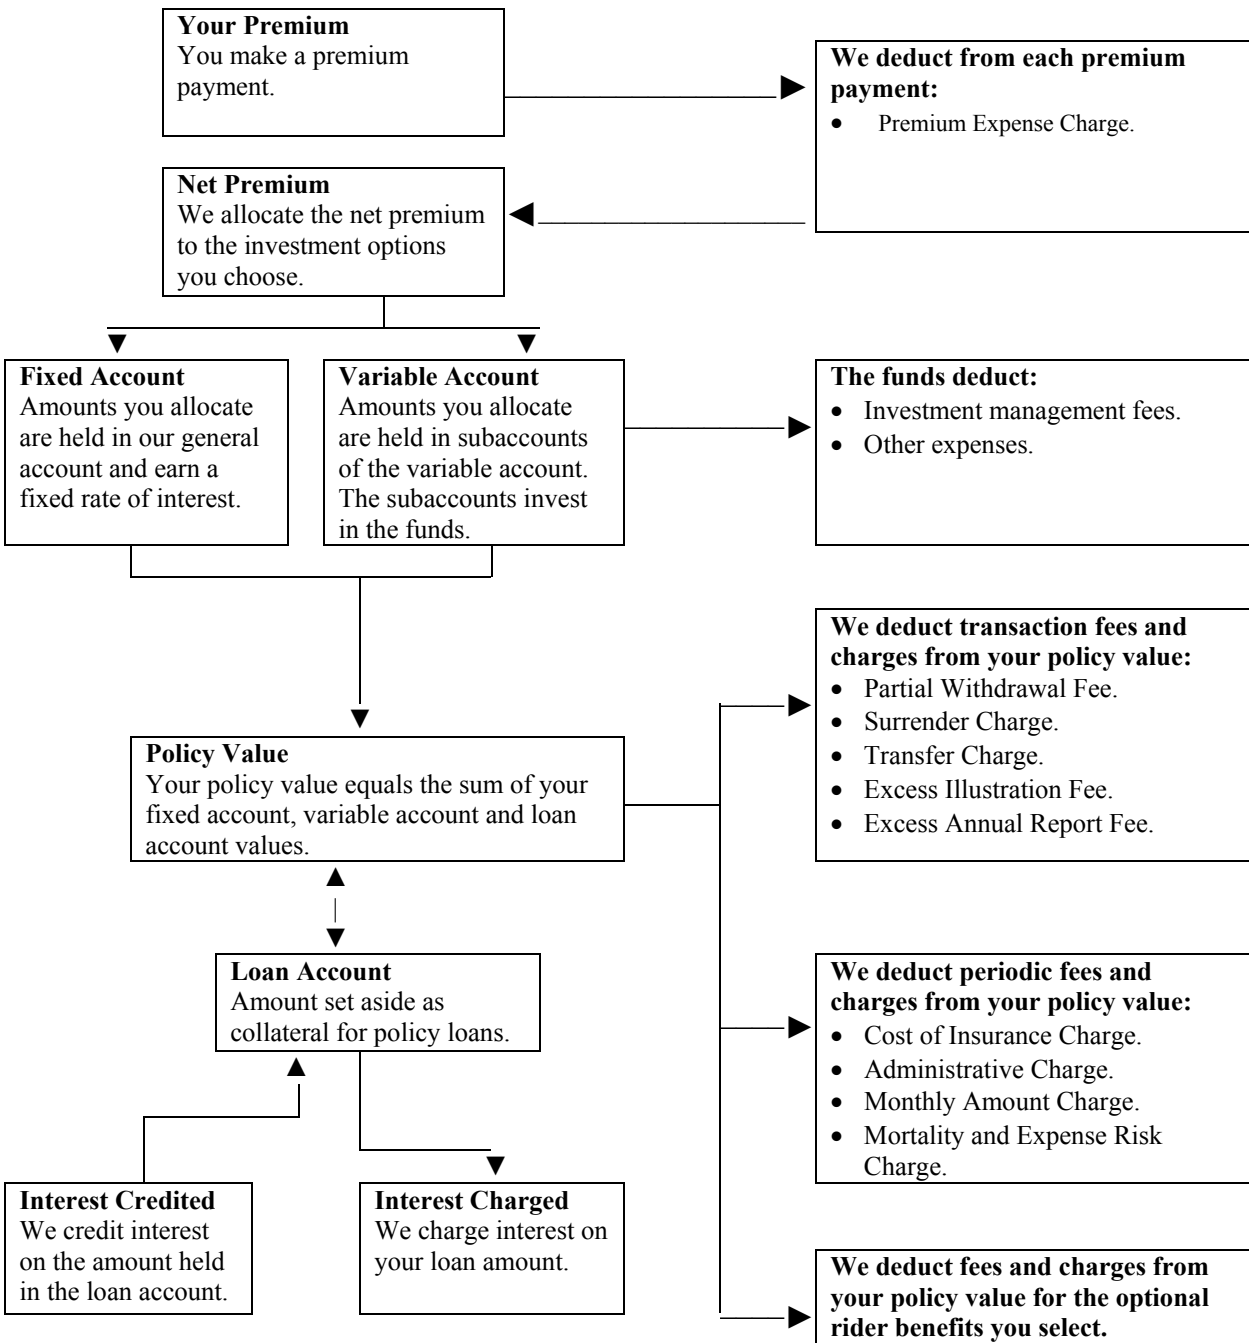 Your Premium
You make a premium
payment.
We deduct from each premium
payment:
• Premium Expense Charge.
Net Premium
We allocate the net premium
to the investment options
you choose.
Fixed Account
Amounts you allocate
are held in our general
account and earn a
fixed rate of interest.
Variable Account
Amounts you allocate
are held in subaccounts
of the variable account.
The subaccounts invest
in the funds.
The funds deduct:
• Investment management fees.
• Other expenses.
We deduct transaction fees and
charges from your policy value:
• Partial Withdrawal Fee.
• Surrender Charge.
• Transfer Charge.
• Excess Illustration Fee.
• Excess Annual Report Fee.
Policy Value
Your policy value equals the sum of your
fixed account, variable account and loan
account values.
Loan Account
Amount set aside as
collateral for policy loans.
We deduct periodic fees and
charges from your policy value:
• Cost of Insurance Charge.
• Administrative Charge.
• Monthly Amount Charge.
• Mortality and Expense Risk
Charge.
Interest Credited
We credit interest
on the amount held
in the loan account.
Interest Charged
We charge interest on
your loan amount.
We deduct fees and charges from
your policy value for the optional
rider benefits you select.